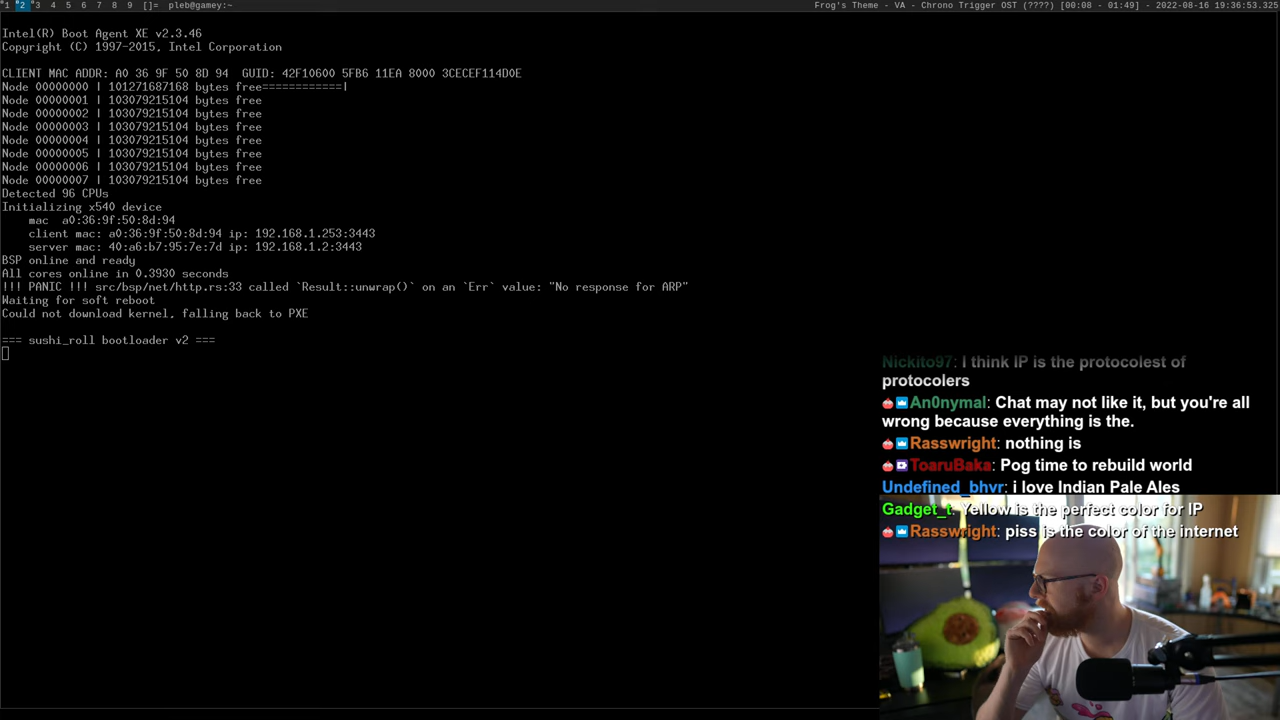 1 2 3 4 5 6 7 8 9 []= pleb@gamey:~
Frog's Theme - VA - Chrono Trigger OST (????) [00:08 - 01:49] - 2022-08-16 19:36:53.325
Intel(R) Boot Agent XE v2.3.46
Copyright (C) 1997-2015, Intel Corporation
CLIENT MAC ADDR: A0 36 9F 50 8D 94  GUID: 42F10600 5FB6 11EA 8000 3CECEF114D0E
Node 00000000 | 101271687168 bytes free============|
Node 00000001 | 103079215104 bytes free
Node 00000002 | 103079215104 bytes free
Node 00000003 | 103079215104 bytes free
Node 00000004 | 103079215104 bytes free
Node 00000005 | 103079215104 bytes free
Node 00000006 | 103079215104 bytes free
Node 00000007 | 103079215104 bytes free
Detected 96 CPUs
Initializing x540 device
mac  a0:36:9f:50:8d:94
client mac: a0:36:9f:50:8d:94 ip: 192.168.1.253:3443
server mac: 40:a6:b7:95:7e:7d ip: 192.168.1.2:3443
BSP online and ready
All cores online in 0.3930 seconds
!!! PANIC !!! src/bsp/net/http.rs:33 called `Result::unwrap()` on an `Err` value: "No response for ARP"
Waiting for soft reboot
Could not download kernel, falling back to PXE
=== sushi_roll bootloader v2 ===
Nickito97: I think IP is the protocolest of
protocolers
An0nymal: Chat may not like it, but you're all
wrong because everything is the.
Rasswright: nothing is
ToaruBaka: Pog time to rebuild world
Undefined_bhvr: i love Indian Pale Ales
Gadget_t: Yellow is the perfect color for IP
Rasswright: piss is the color of the internet